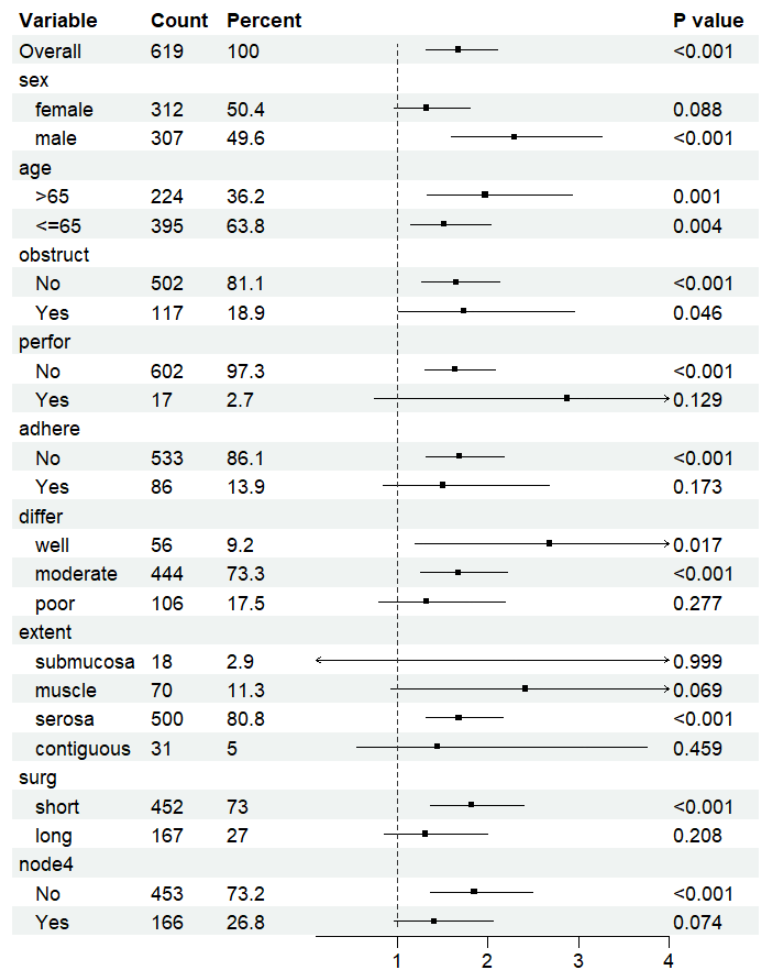 Variable Count Percent P value
Overall 619 100 <0.001
sex
female 312 50.4 0.088
male 307 49.6 <0.001
age
>65 224 36.2 0.001
<=65 395 63.8 0.004
obstruct
No 502 81.1 <0.001
Yes 117 18.9 0.046
perfor
No 602 97.3 <0.001
Yes 17 2.7 0.129
adhere
No 533 86.1 <0.001
Yes 86 13.9 0.173
differ
well 56 9.2 0.017
moderate 444 73.3 <0.001
poor 106 17.5 0.277
extent
submucosa 18 2.9 0.999
muscle 70 11.3 0.069
serosa 500 80.8 <0.001
contiguous 31 5 0.459
surg
short 452 73 <0.001
long 167 27 0.208
node4
No 453 73.2 <0.001
Yes 166 26.8 0.074
1 2 3 4